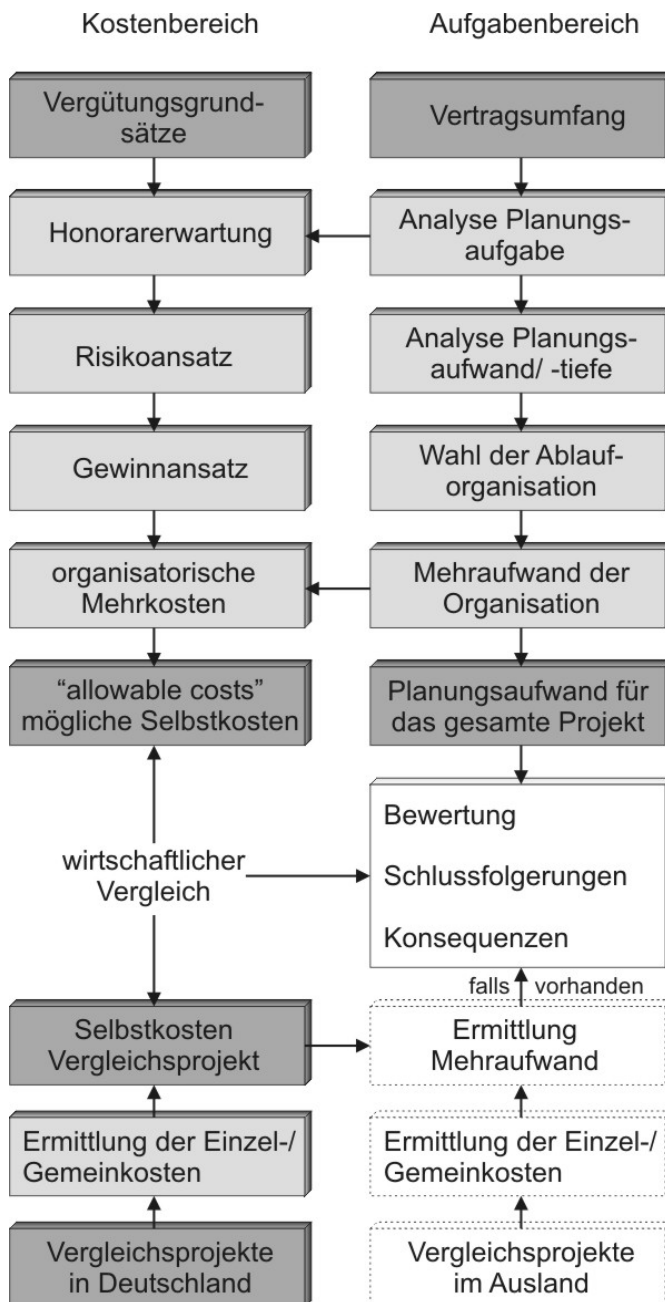 Kostenbereich
Aufgabenbereich
Vergütungsgrund-
sätze
Vertragsumfang
Honorarerwartung
Analyse Planungs-
aufgabe
Risikoansatz
Analyse Planungs-
aufwand/ -tiefe
Gewinnansatz
Wahl der Ablauf-
organisation
organisatorische
Mehrkosten
Mehraufwand der
Organisation
“allowable costs”
mögliche Selbstkosten
Planungsaufwand für
das gesamte Projekt
wirtschaftlicher
Vergleich
Bewertung
Schlussfolgerungen
Konsequenzen
falls vorhanden
Selbstkosten
Vergleichsprojekt
Ermittlung
Mehraufwand
Ermittlung der Einzel-/
Gemeinkosten
Ermittlung der Einzel-/
Gemeinkosten
Vergleichsprojekte
in Deutschland
Vergleichsprojekte
im Ausland